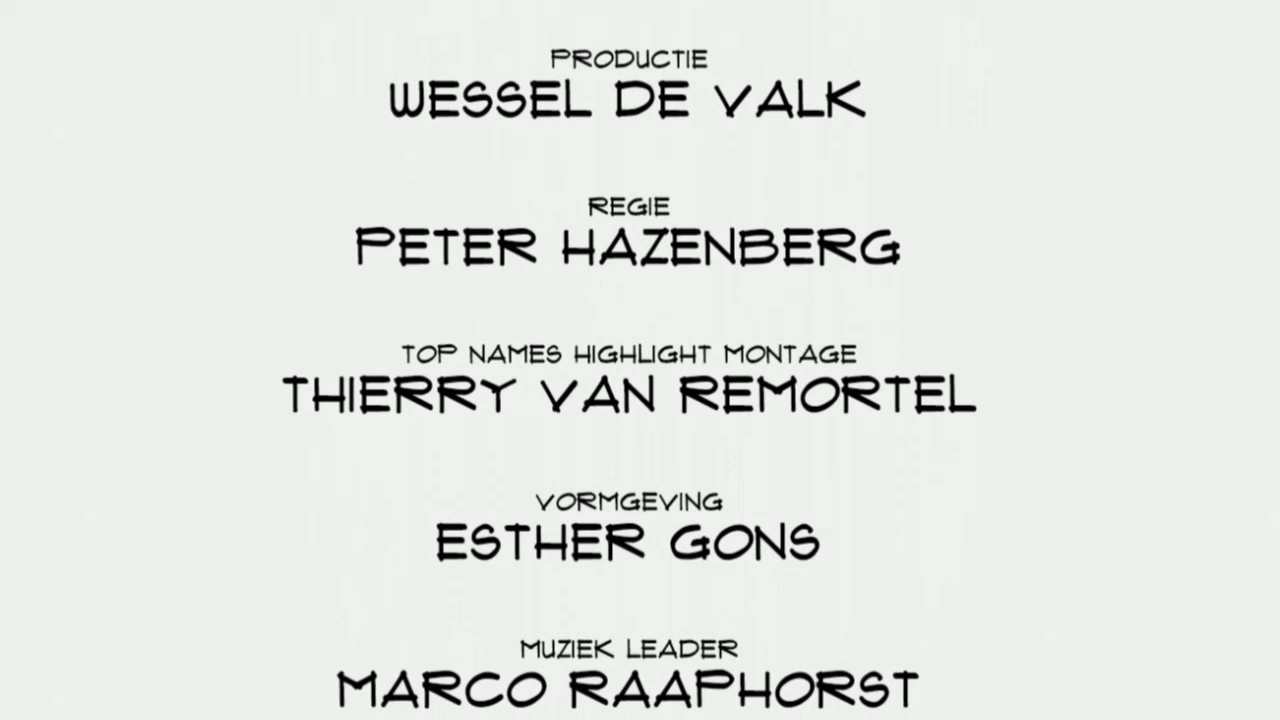 PRODUCTIE
WESSEL DE VALK
REGIE
PETER HAZENBERG
TOP NAMES HIGHLIGHT MONTAGE
THIERRY VAN REMORTEL
VORMGEVING
ESTHER GONS
MUZIEK LEADER
MARCO RAAPHORST